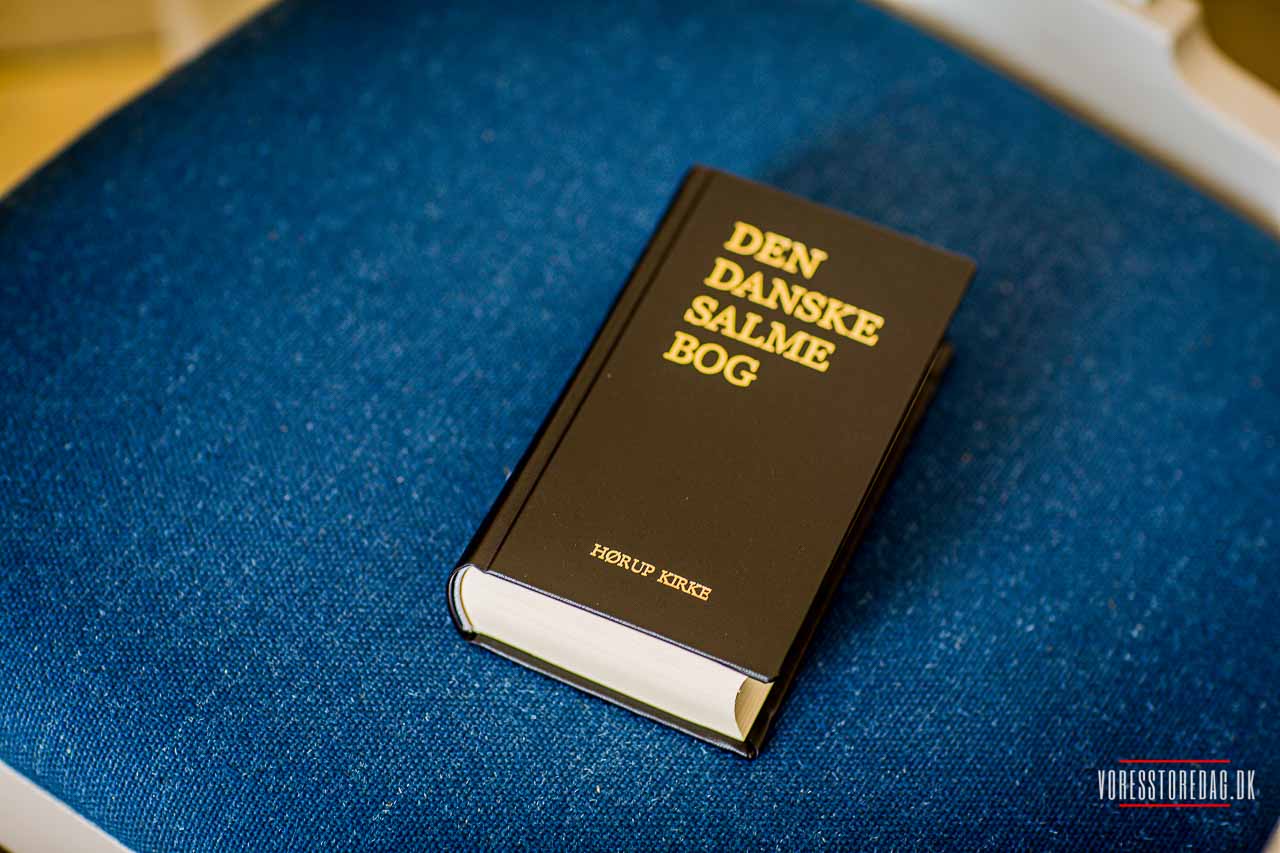 DEN
DANSKE
SALME
BOG
HØRUP KIRKE
VORESSTOREDAG.DK